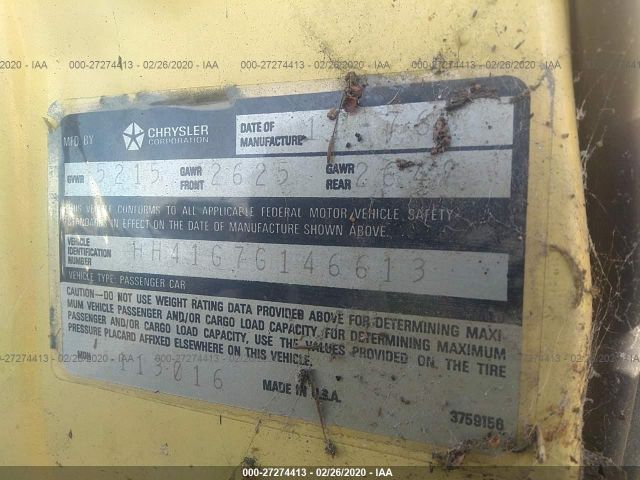 000-27274413 - 02/26/2020 - IAA
MFD BY CHRYSLER CORPORATION DATE OF MANUFACTURE
GVWR 5215 GAWR FRONT 2625 GAWR REAR
THIS VEHICLE CONFORMS TO ALL APPLICABLE FEDERAL MOTOR VEHICLE SAFETY
STANDARDS IN EFFECT ON THE DATE OF MANUFACTURE SHOWN ABOVE.
VEHICLE IDENTIFICATION NUMBER HH41G7G146613
VEHICLE TYPE: PASSENGER CAR
CAUTION—DO NOT USE WEIGHT RATING DATA PROVIDED ABOVE FOR DETERMINING MAXI-
MUM VEHICLE PASSENGER AND/OR CARGO LOAD CAPACITY. FOR DETERMINING MAXIMUM
PASSENGER AND/OR CARGO LOAD CAPACITY, USE THE VALUES PROVIDED ON THE TIRE
PRESSURE PLACARD AFFIXED ELSEWHERE ON THIS VEHICLE.
MDH 113016
MADE IN U.S.A.
3759156
000-27274413 - 02/26/2020 - IAA